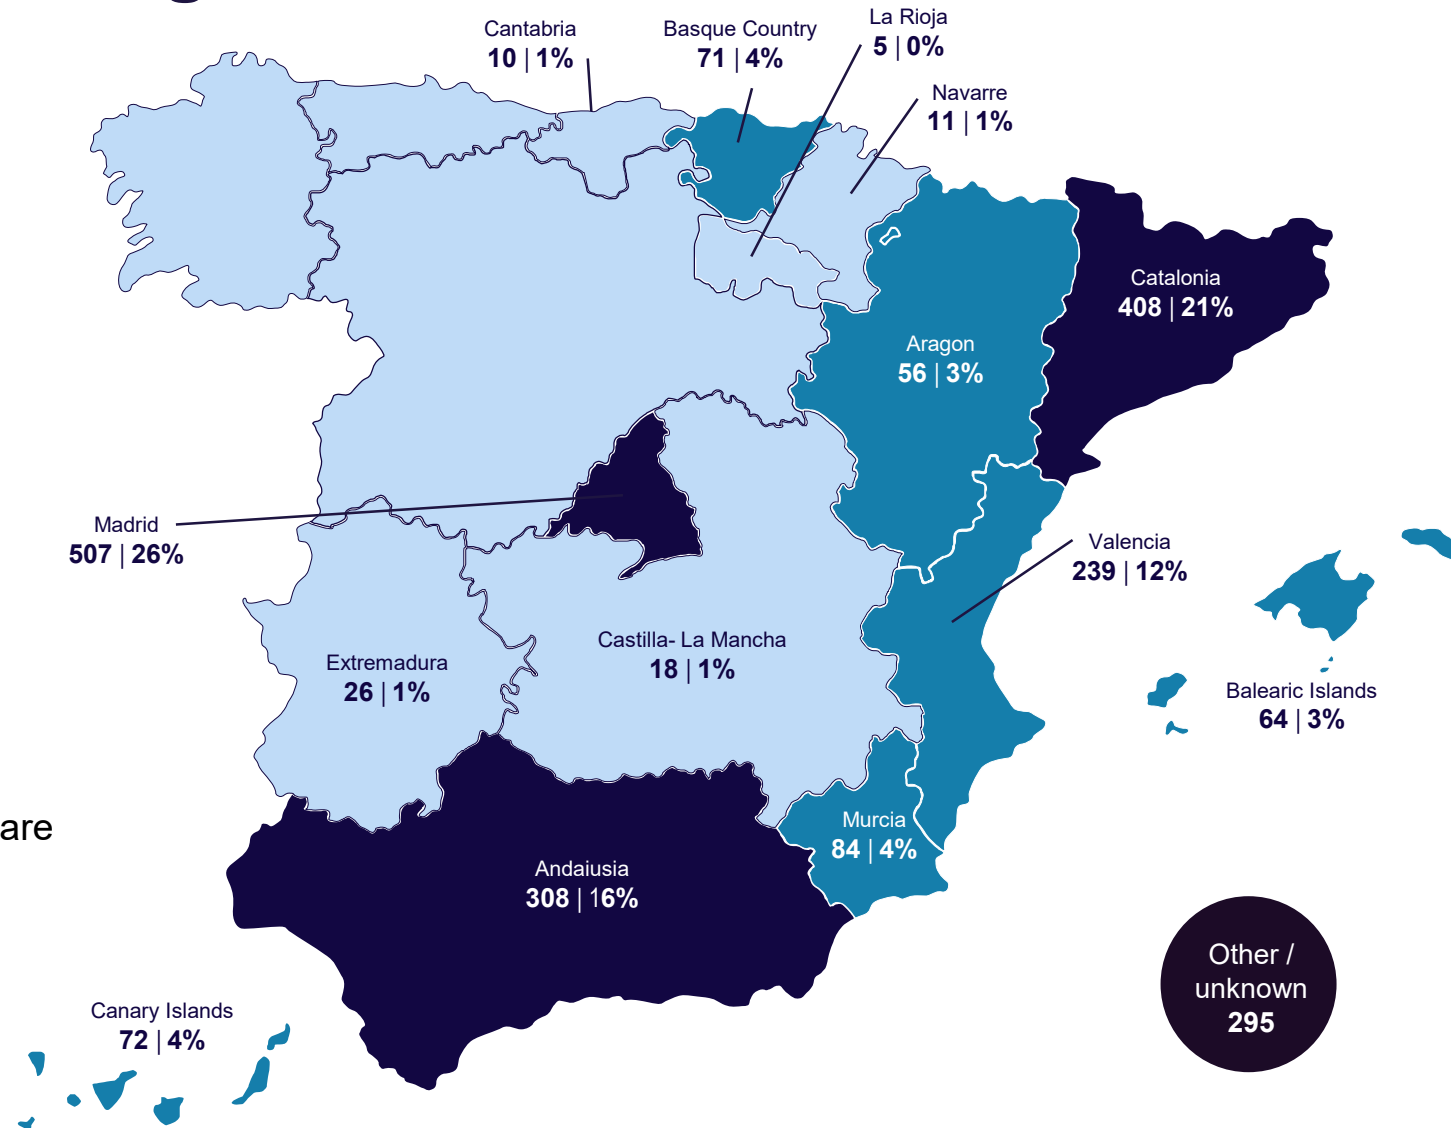 Cantabria
10 | 1%
Basque Country
71 | 4%
La Rioja
5 | 0%
Navarre
11 | 1%
Catalonia
408 | 21%
Aragon
56 | 3%
Madrid
507 | 26%
Valencia
239 | 12%
Extremadura
26 | 1%
Castilla- La Mancha
18 | 1%
Balearic Islands
64 | 3%
are
Murcia
84 | 4%
Andaiusia
308 | 16%
Other /
unknown
295
Canary Islands
72 | 4%